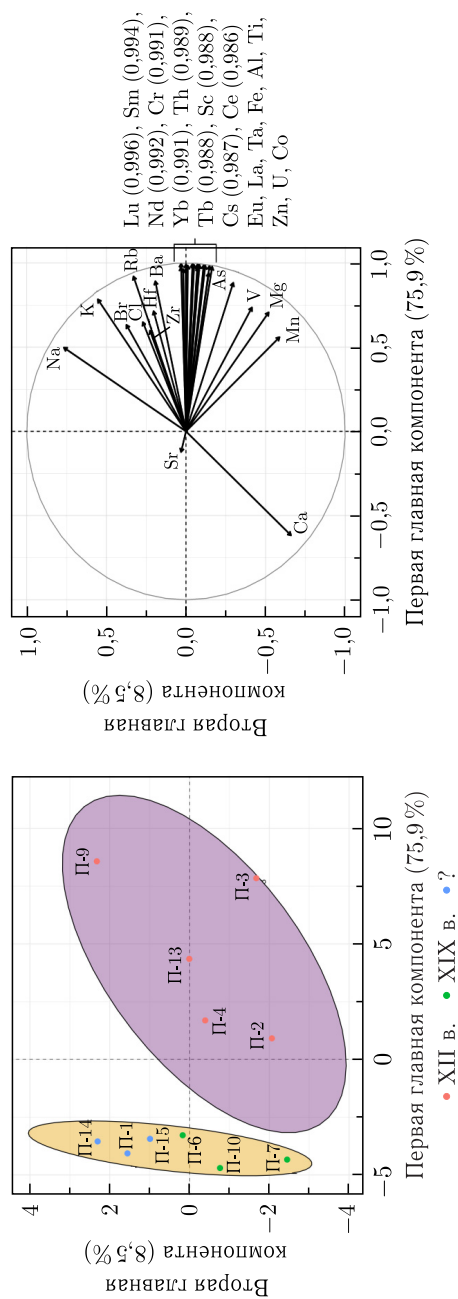 Вторая главная
компонента (8,5 %)
4
2
0
−2
−4
П-14
П-1
П-15
П-6
П-10
П-7
П-9
П-13
П-3
П-4
П-2
−5
0
5
10
Первая главная компонента (75,9 %)
XII в.
XIX в.
?
Вторая главная
компонента (8,5 %)
1,0
0,5
0,0
−0,5
−1,0
Na
K
Br
Cl
Hf
Zr
Rb
Ba
As
V
Mg
Mn
Sr
Ca
−1,0
−0,5
0,0
0,5
1,0
Первая главная компонента (75,9 %)
Lu (0,996), Sm (0,994),
Nd (0,992), Cr (0,991),
Yb (0,991), Th (0,989),
Tb (0,988), Sc (0,988),
Cs (0,987), Ce (0,986)
Eu, La, Ta, Fe, Al, Ti,
Zn, U, Co